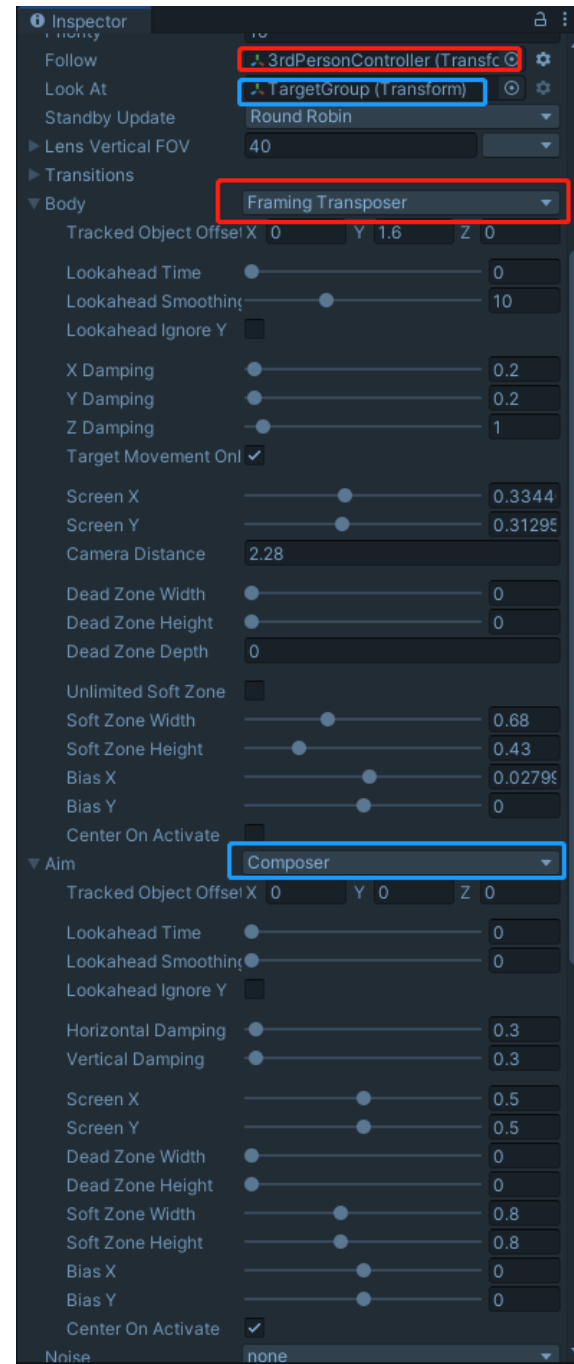 Inspector
Priority 10
Follow 3rdPersonController (Transfc
Look At TargetGroup (Transform)
Standby Update Round Robin
Lens Vertical FOV 40
Transitions
Body Framing Transposer
Tracked Object Offset X 0 Y 1.6 Z 0
Lookahead Time 0
Lookahead Smoothing 10
Lookahead Ignore Y
X Damping 0.2
Y Damping 0.2
Z Damping 1
Target Movement Onl
Screen X 0.3344
Screen Y 0.31295
Camera Distance 2.28
Dead Zone Width 0
Dead Zone Height 0
Dead Zone Depth 0
Unlimited Soft Zone
Soft Zone Width 0.68
Soft Zone Height 0.43
Bias X 0.02799
Bias Y 0
Center On Activate
Aim Composer
Tracked Object Offset X 0 Y 0 Z 0
Lookahead Time 0
Lookahead Smoothing 0
Lookahead Ignore Y
Horizontal Damping 0.3
Vertical Damping 0.3
Screen X 0.5
Screen Y 0.5
Dead Zone Width 0
Dead Zone Height 0
Soft Zone Width 0.8
Soft Zone Height 0.8
Bias X 0
Bias Y 0
Center On Activate
Noise none